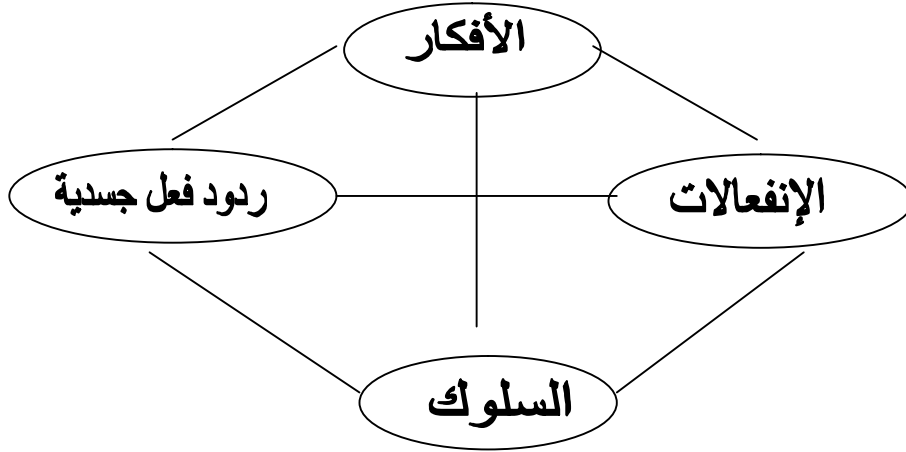 الأفكار
الإنفعالات
ردود فعل جسدية
السلوك